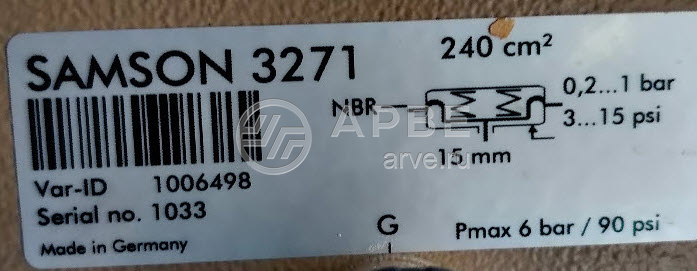 SAMSON 3271
240 cm²
NBR
0,2...1 bar
3...15 psi
15 mm
АРВЕ
arve.ru
Var-ID 1006498
Serial no. 1033
Made in Germany
G
Pmax 6 bar / 90 psi